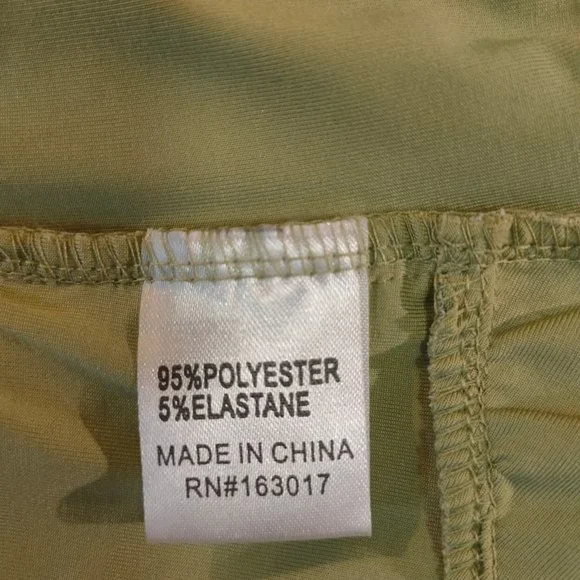 95%POLYESTER
5%ELASTANE
MADE IN CHINA
RN#163017